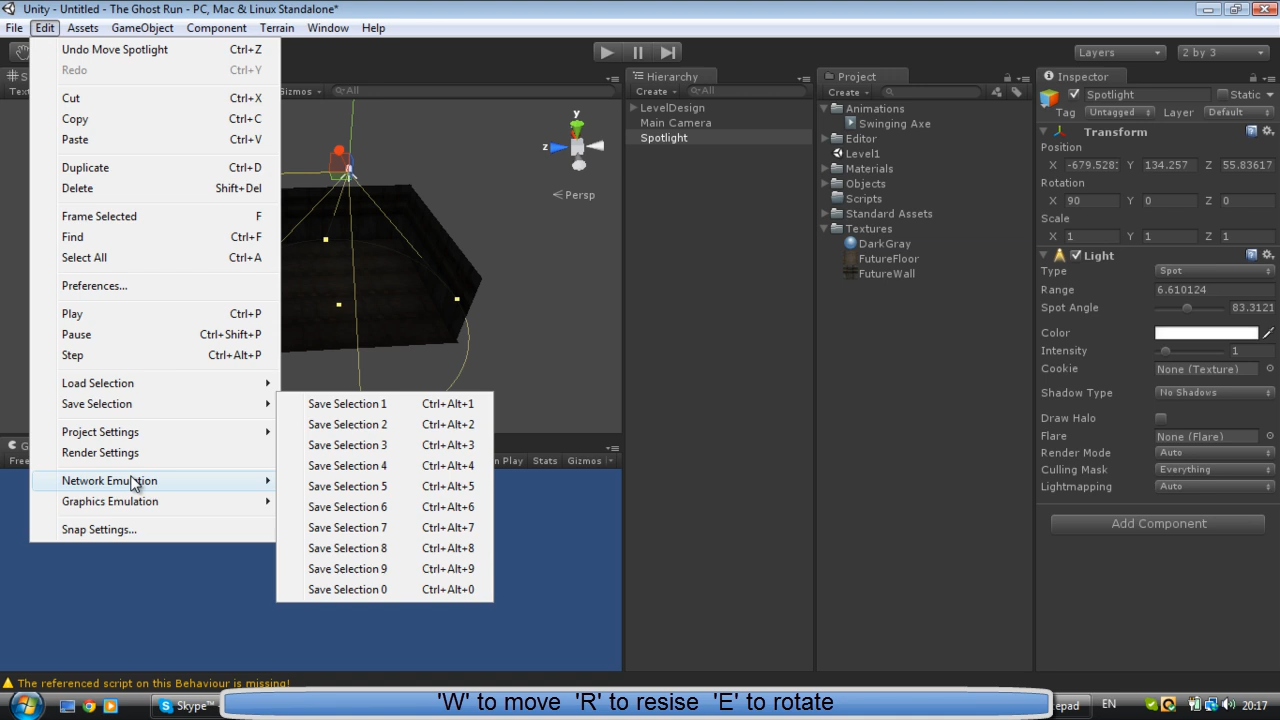 Unity - Untitled - The Ghost Run - PC, Mac & Linux Standalone*
File Edit Assets GameObject Component Terrain Window Help
Undo Move Spotlight Ctrl+Z
Redo Ctrl+Y
Cut Ctrl+X
Copy Ctrl+C
Paste Ctrl+V
Duplicate Ctrl+D
Delete Shift+Del
Frame Selected F
Find Ctrl+F
Select All Ctrl+A
Preferences...
Play Ctrl+P
Pause Ctrl+Shift+P
Step Ctrl+Alt+P
Load Selection
Save Selection
Project Settings
Render Settings
Network Emulation
Graphics Emulation
Snap Settings...
Save Selection 1 Ctrl+Alt+1
Save Selection 2 Ctrl+Alt+2
Save Selection 3 Ctrl+Alt+3
Save Selection 4 Ctrl+Alt+4
Save Selection 5 Ctrl+Alt+5
Save Selection 6 Ctrl+Alt+6
Save Selection 7 Ctrl+Alt+7
Save Selection 8 Ctrl+Alt+8
Save Selection 9 Ctrl+Alt+9
Save Selection 0 Ctrl+Alt+0
Gizmos All
y
z
Persp
Play Stats Gizmos
Hierarchy
Create All
LevelDesign
Main Camera
Spotlight
Project
Create
Animations
Swinging Axe
Editor
Level1
Materials
Objects
Scripts
Standard Assets
Textures
DarkGray
FutureFloor
FutureWall
Layers 2 by 3
Inspector
Spotlight Static
Tag Untagged Layer Default
Transform
Position
X -679.528 Y 134.257 Z 55.83617
Rotation
X 90 Y 0 Z 0
Scale
X 1 Y 1 Z 1
Light
Type Spot
Range 6.610124
Spot Angle 83.3121
Color
Intensity 1
Cookie None (Texture)
Shadow Type No Shadows
Draw Halo
Flare None (Flare)
Render Mode Auto
Culling Mask Everything
Lightmapping Auto
Add Component
The referenced script on this Behaviour is missing!
Skype™
'W' to move 'R' to resise 'E' to rotate
EN 20:17